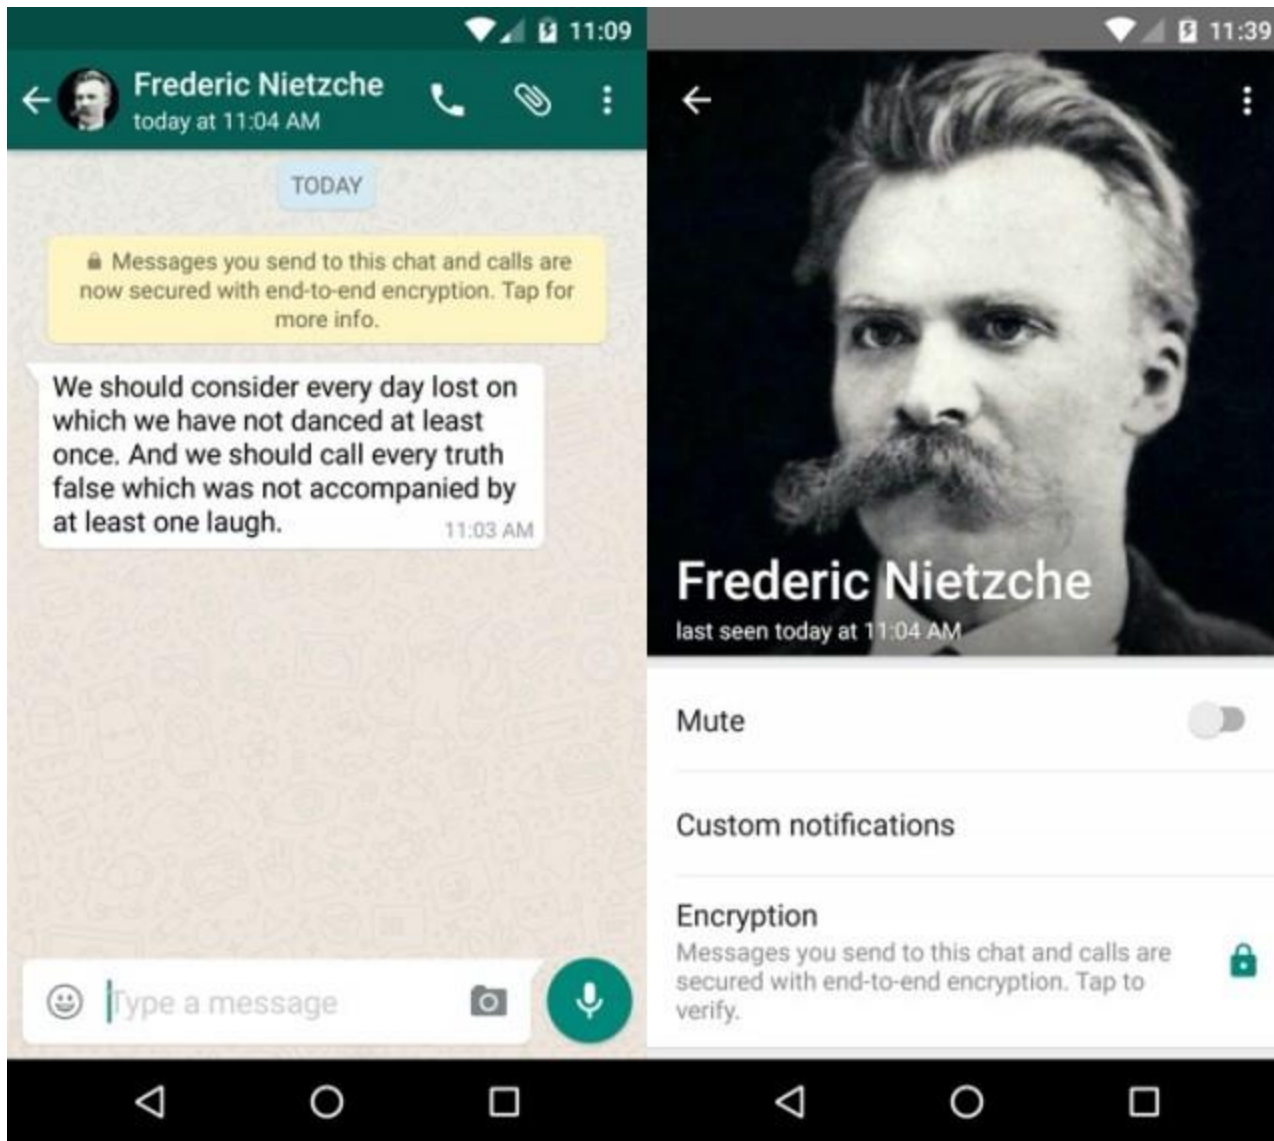 11:09
Frederic Nietzche
today at 11:04 AM
TODAY
Messages you send to this chat and calls are
now secured with end-to-end encryption. Tap for
more info.
We should consider every day lost on
which we have not danced at least
once. And we should call every truth
false which was not accompanied by
at least one laugh.
11:03 AM
Type a message
11:39
Frederic Nietzche
last seen today at 11:04 AM
Mute
Custom notifications
Encryption
Messages you send to this chat and calls are
secured with end-to-end encryption. Tap to
verify.